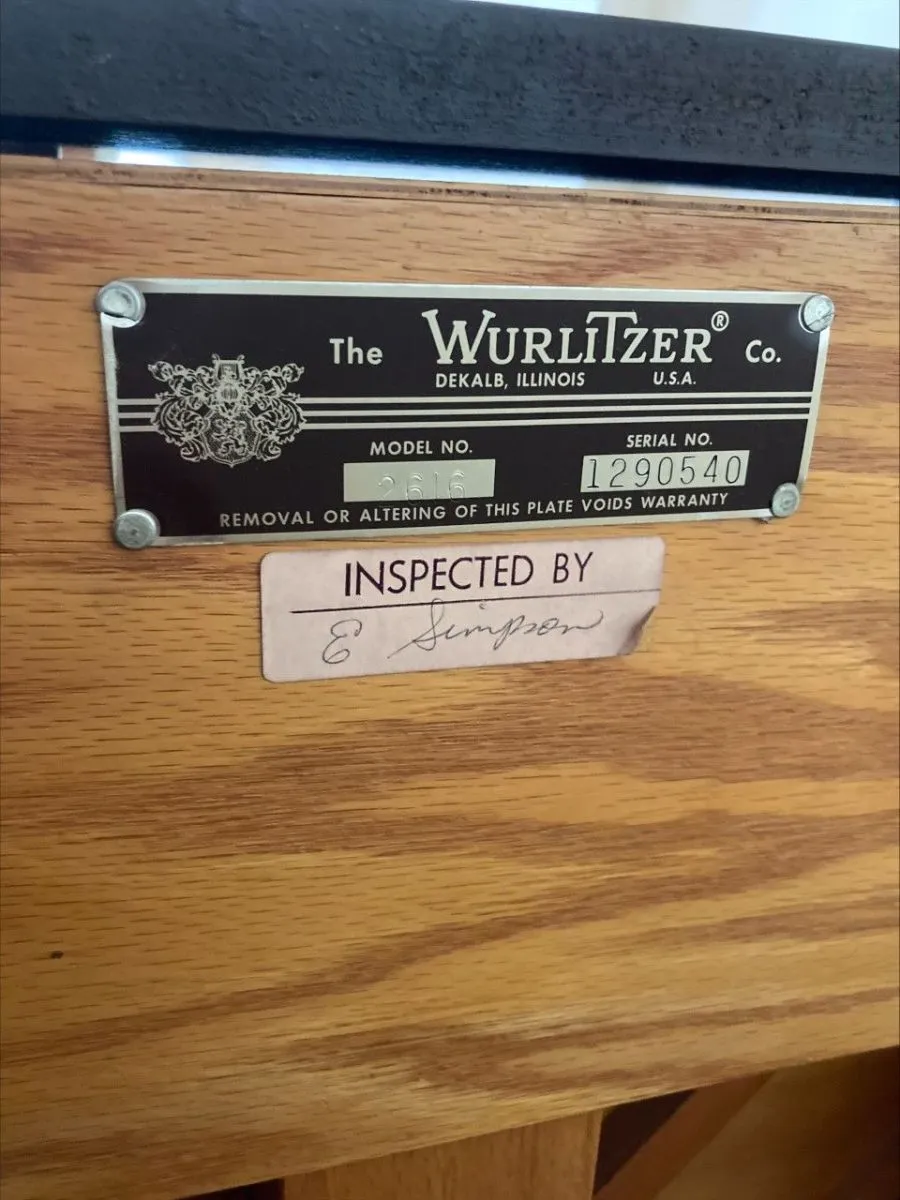 The WURLITZER® Co.
DEKALB, ILLINOIS U.S.A.
MODEL NO. SERIAL NO.
2616 1290540
REMOVAL OR ALTERING OF THIS PLATE VOIDS WARRANTY
INSPECTED BY
E Simpson